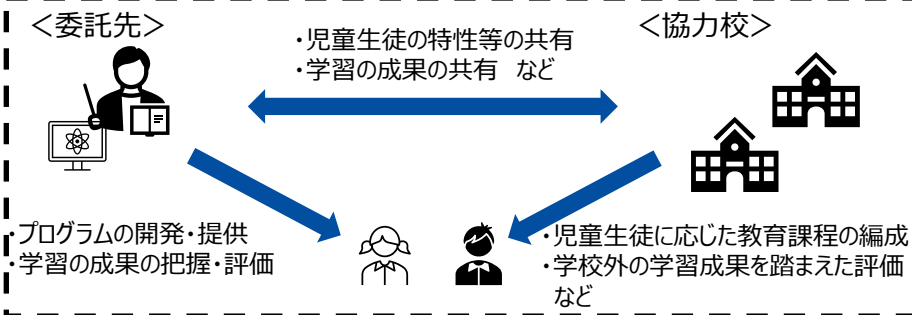 ＜委託先＞
＜協力校＞
・児童生徒の特性等の共有
・学習の成果の共有　など
・プログラムの開発・提供
・学習の成果の把握・評価
・児童生徒に応じた教育課程の編成
・学校外の学習成果を踏まえた評価
など